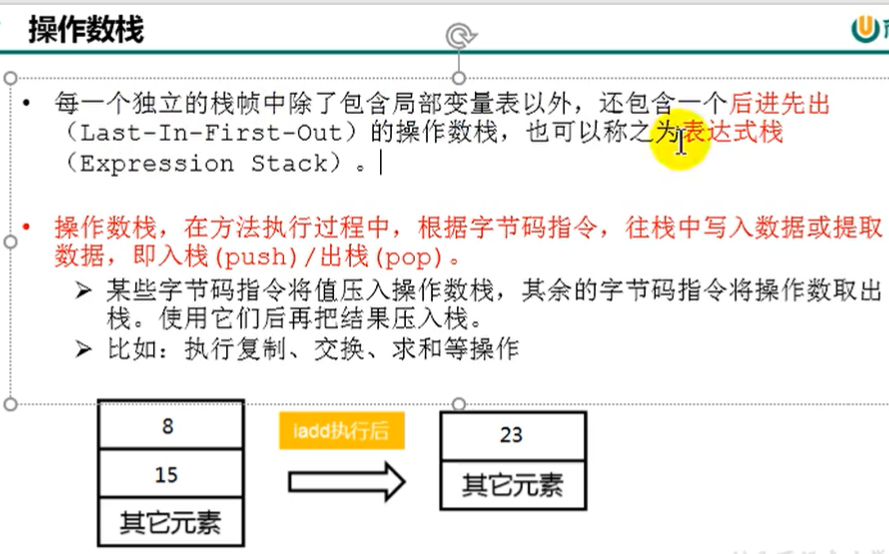 操作数栈
• 每一个独立的栈帧中除了包含局部变量表以外，还包含一个后进先出
（Last-In-First-Out）的操作数栈，也可以称之为表达式栈
（Expression Stack）。
• 操作数栈，在方法执行过程中，根据字节码指令，往栈中写入数据或提取
数据，即入栈(push)/出栈(pop)。
➢ 某些字节码指令将值压入操作数栈，其余的字节码指令将操作数取出
栈。使用它们后再把结果压入栈。
➢ 比如：执行复制、交换、求和等操作
8
15
其它元素
iadd执行后
23
其它元素